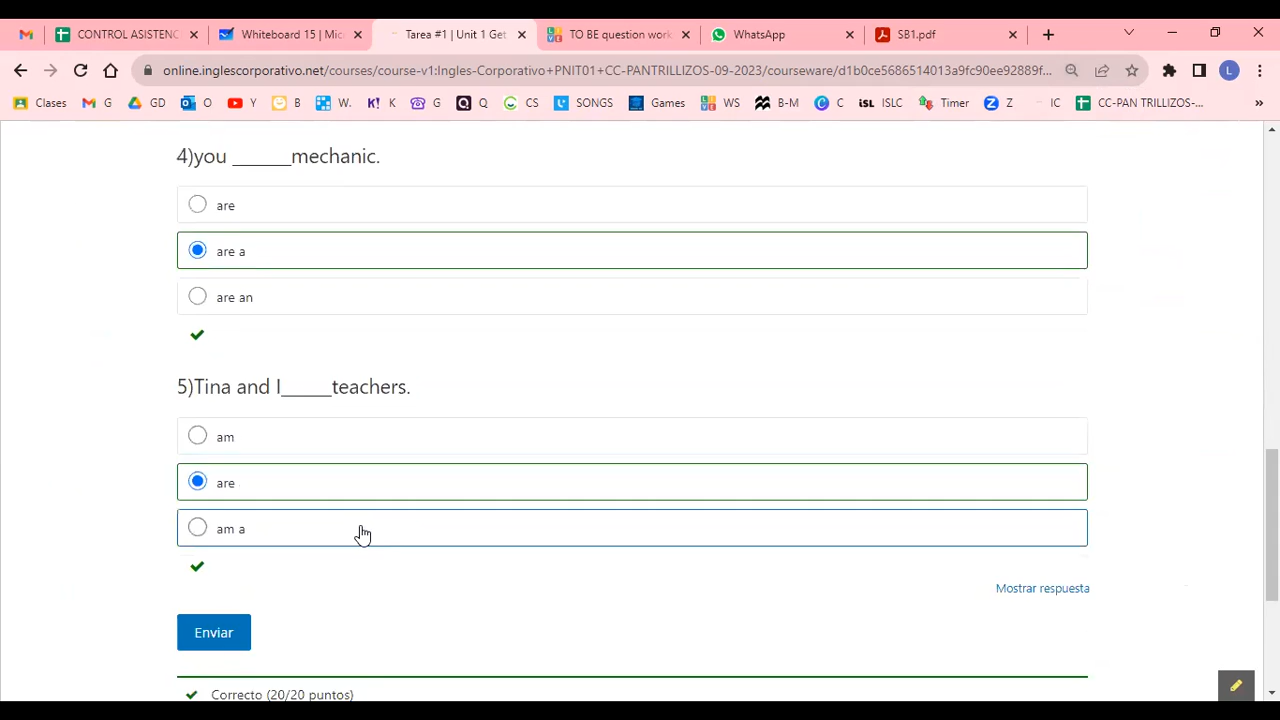 CONTROL ASISTENC
Whiteboard 15 | Mic
Tarea #1 | Unit 1 Get
TO BE question work
WhatsApp
SB1.pdf
online.inglescorporativo.net/courses/course-v1:Ingles-Corporativo+PNIT01+CC-PANTRILLIZOS-09-2023/courseware/d1b0ce5686514013a9fc90ee92889f...
L
Clases
G
GD
O
Y
B
W.
K! K
G
Q
CS
SONGS
Games
WS
B-M
C
iSL ISLC
Timer
Z
IC
CC-PAN TRILLIZOS-...
»
4)you ______mechanic.
are
are a
are an
5)Tina and I_____teachers.
am
are
am a
Mostrar respuesta
Enviar
Correcto (20/20 puntos)